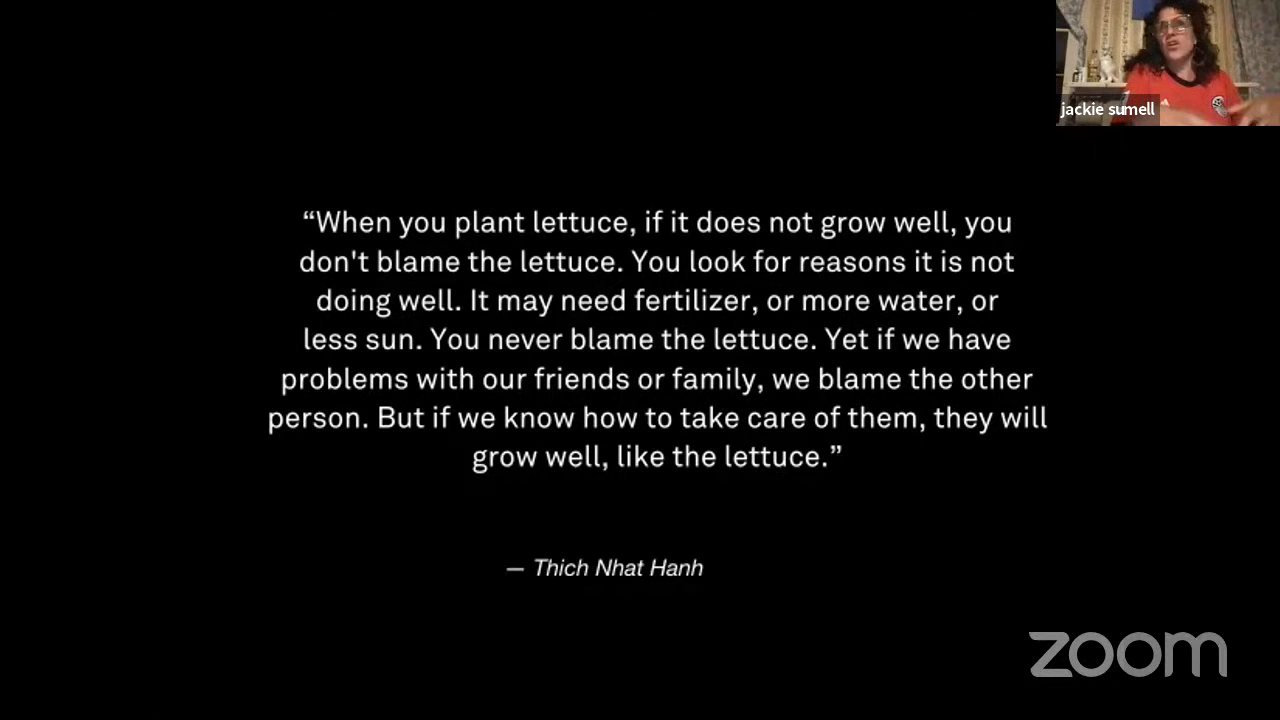 jackie sumell
“When you plant lettuce, if it does not grow well, you
don't blame the lettuce. You look for reasons it is not
doing well. It may need fertilizer, or more water, or
less sun. You never blame the lettuce. Yet if we have
problems with our friends or family, we blame the other
person. But if we know how to take care of them, they will
grow well, like the lettuce.”
— Thich Nhat Hanh
zoom